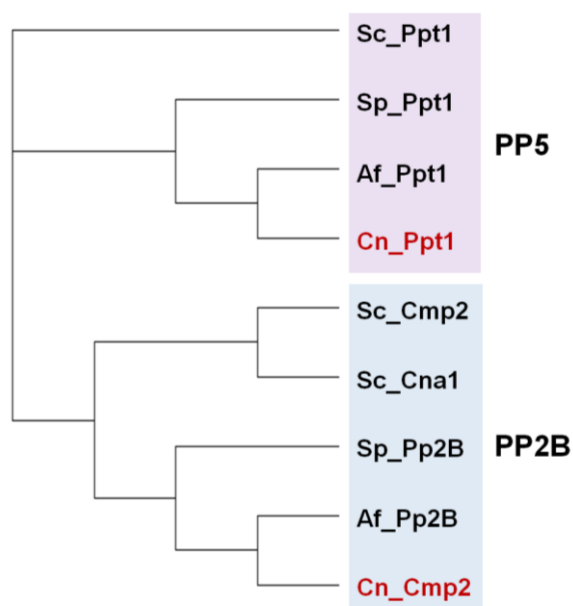 Sc_Ppt1
Sp_Ppt1
PP5
Af_Ppt1
Cn_Ppt1
Sc_Cmp2
Sc_Cna1
Sp_Pp2B
PP2B
Af_Pp2B
Cn_Cmp2